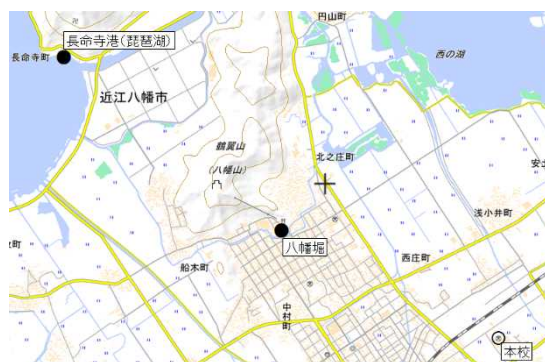 円山町
西の湖
長命寺港(琵琶湖)
長命寺町
近江八幡市
鶴翼山
(八幡山)
北之庄町
安土
浅小井町
八幡堀
西庄町
船木町
中村町
本校